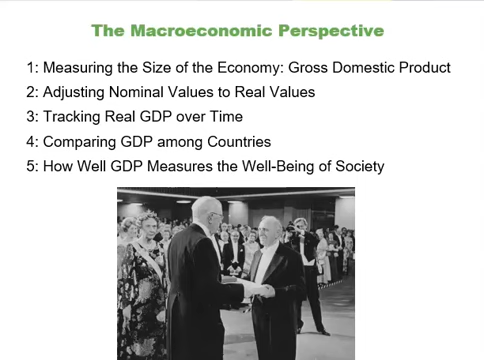 The Macroeconomic Perspective
1: Measuring the Size of the Economy: Gross Domestic Product
2: Adjusting Nominal Values to Real Values
3: Tracking Real GDP over Time
4: Comparing GDP among Countries
5: How Well GDP Measures the Well-Being of Society